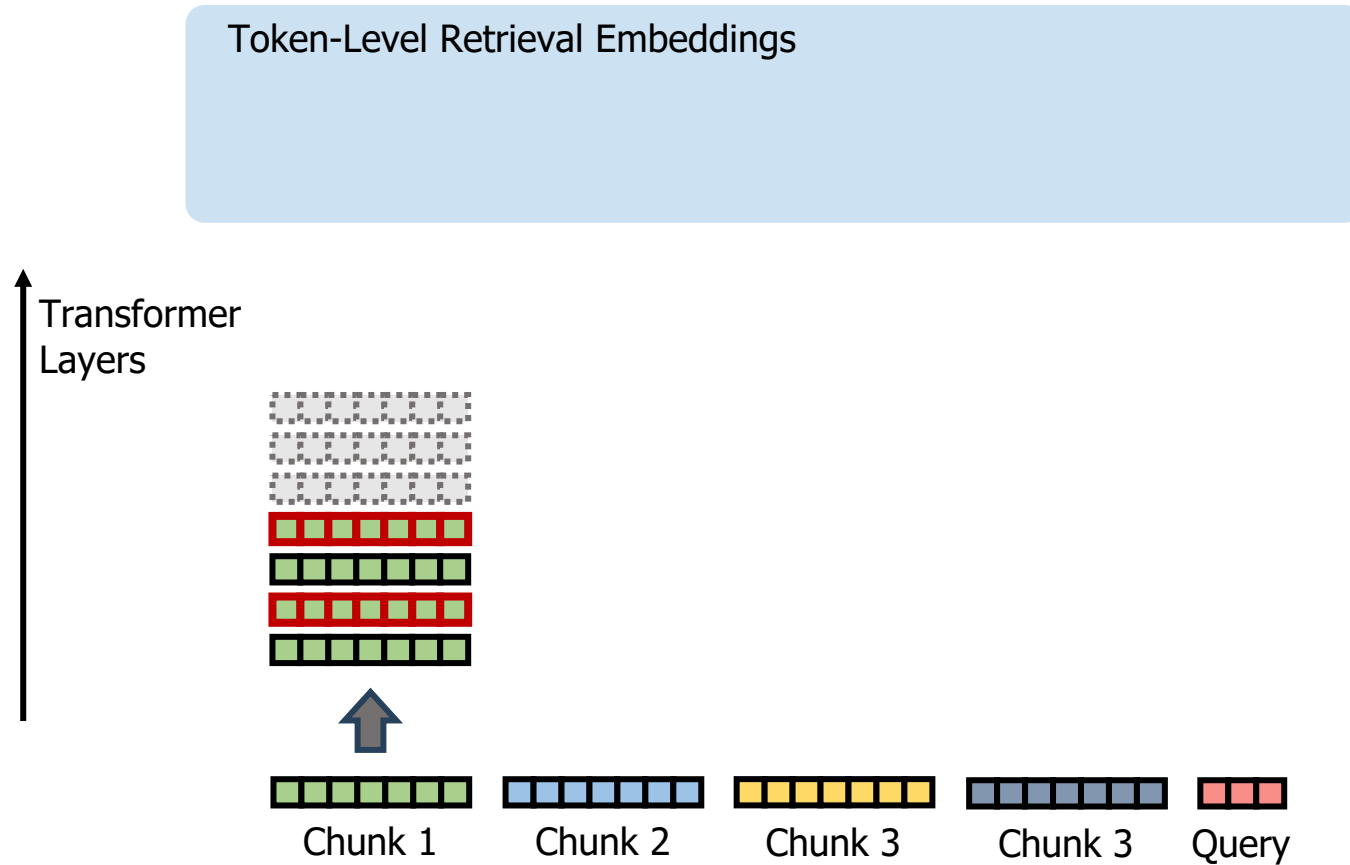 Token-Level Retrieval Embeddings
Transformer
Layers
Chunk 1
Chunk 2
Chunk 3
Chunk 3
Query